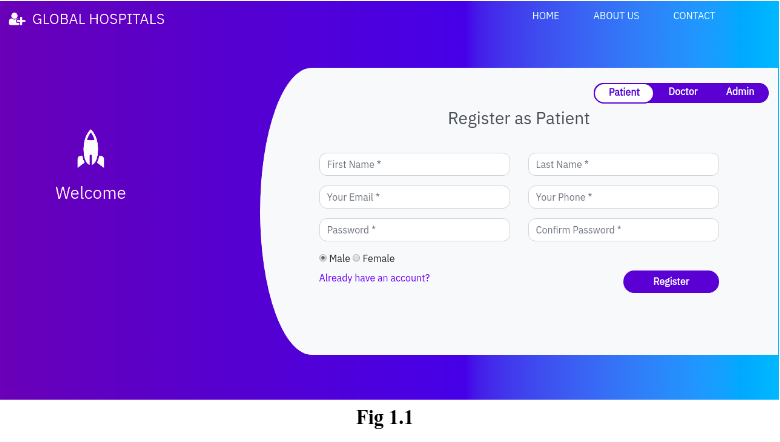 GLOBAL HOSPITALS
HOME ABOUT US CONTACT
Patient Doctor Admin
Register as Patient
Welcome
First Name * Last Name *
Your Email * Your Phone *
Password * Confirm Password *
Male Female
Already have an account?
Register
Fig 1.1